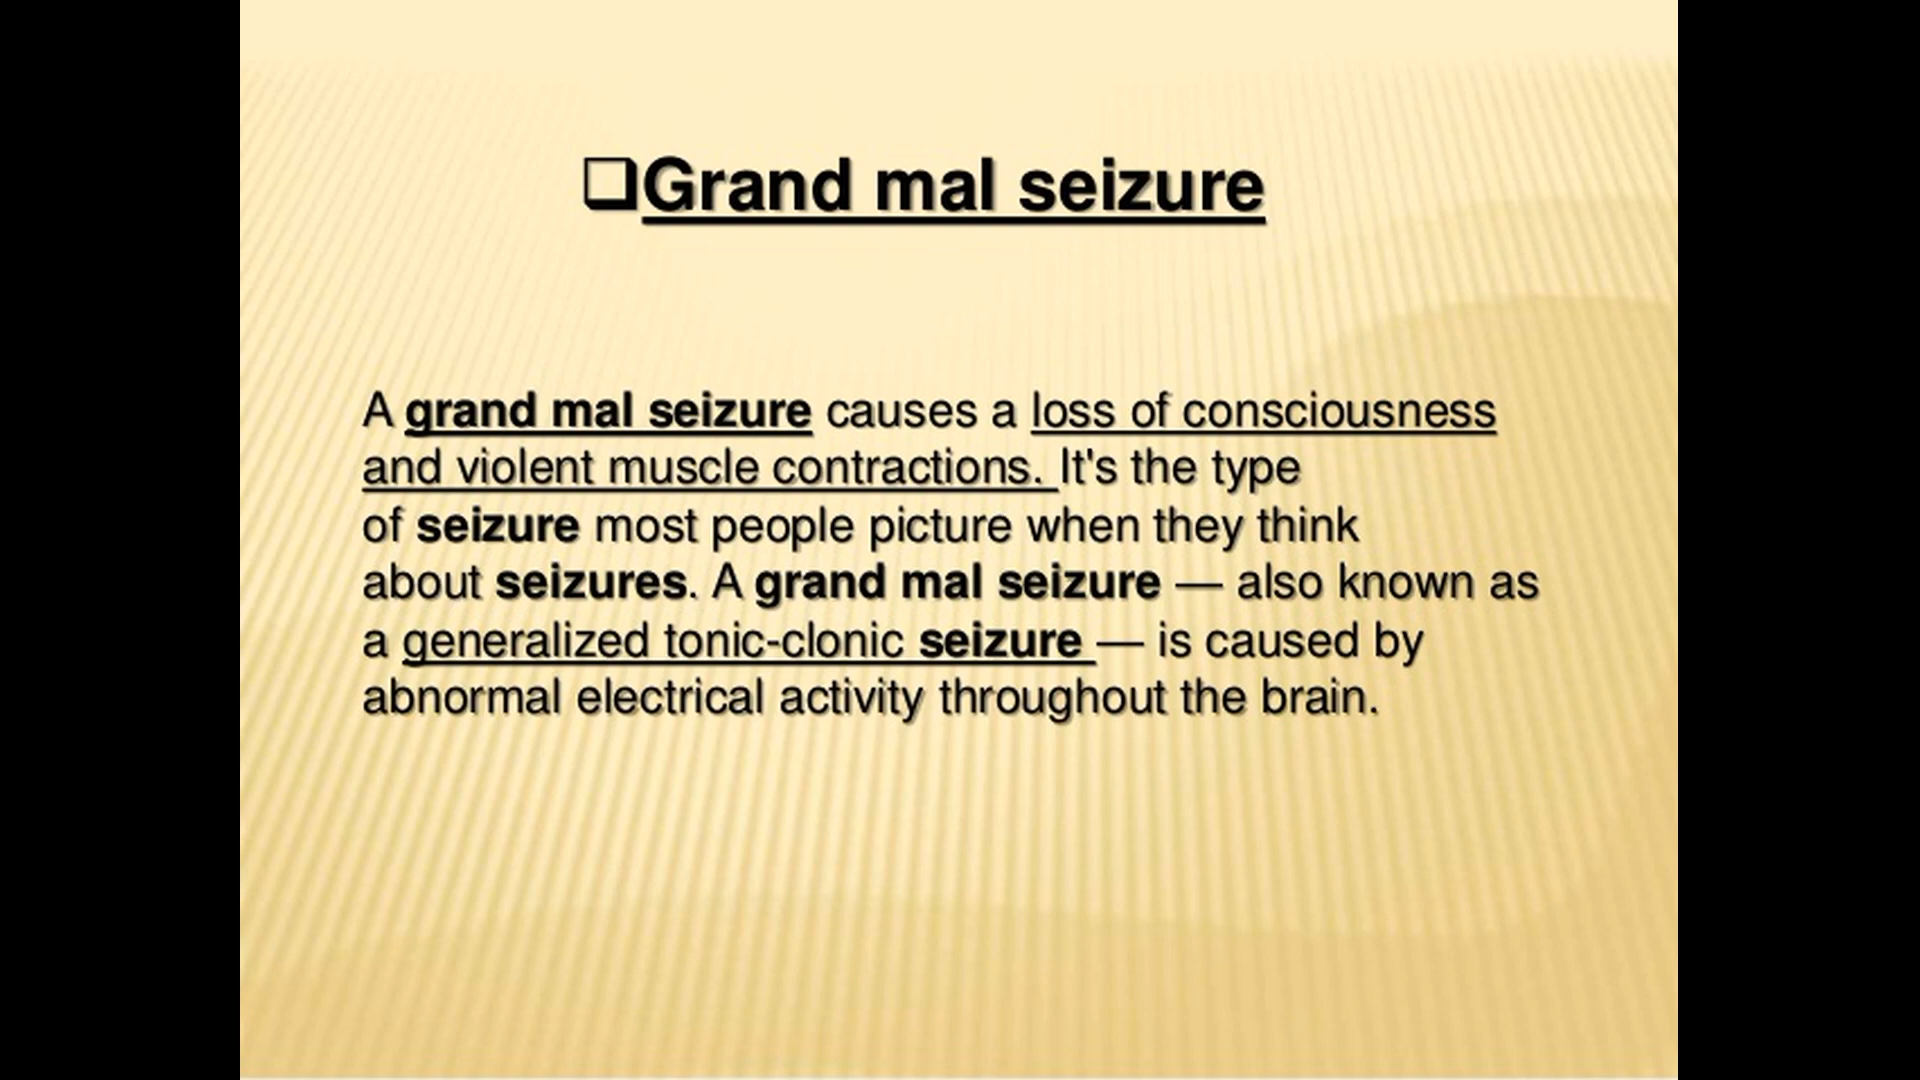 ❑Grand mal seizure
A grand mal seizure causes a loss of consciousness
and violent muscle contractions. It's the type
of seizure most people picture when they think
about seizures. A grand mal seizure — also known as
a generalized tonic-clonic seizure — is caused by
abnormal electrical activity throughout the brain.